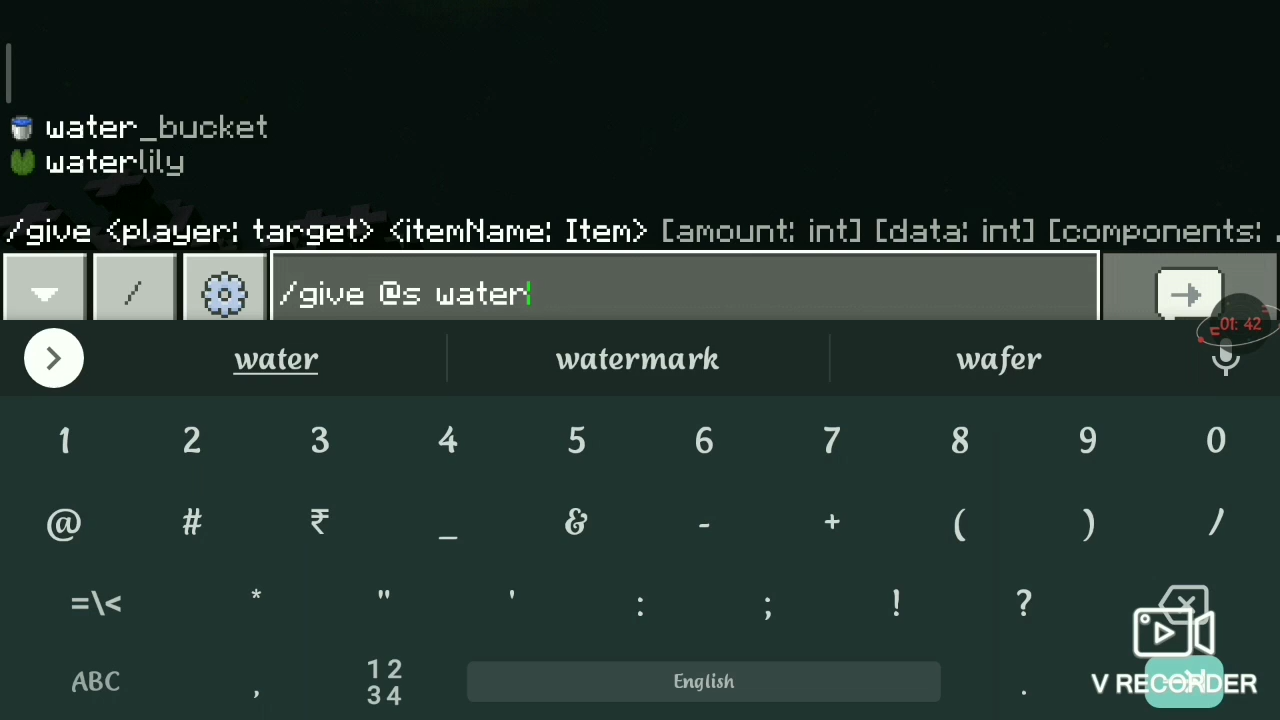 water_bucket
waterlily
/give <player: target> <itemName: Item> [amount: int] [data: int] [components: .
/ /give @s water
01: 42
water watermark wafer
1 2 3 4 5 6 7 8 9 0
@ # ₹ _ & - + ( ) /
=\< * " ' : ; ! ?
ABC , 12 34 English .
V RECORDER